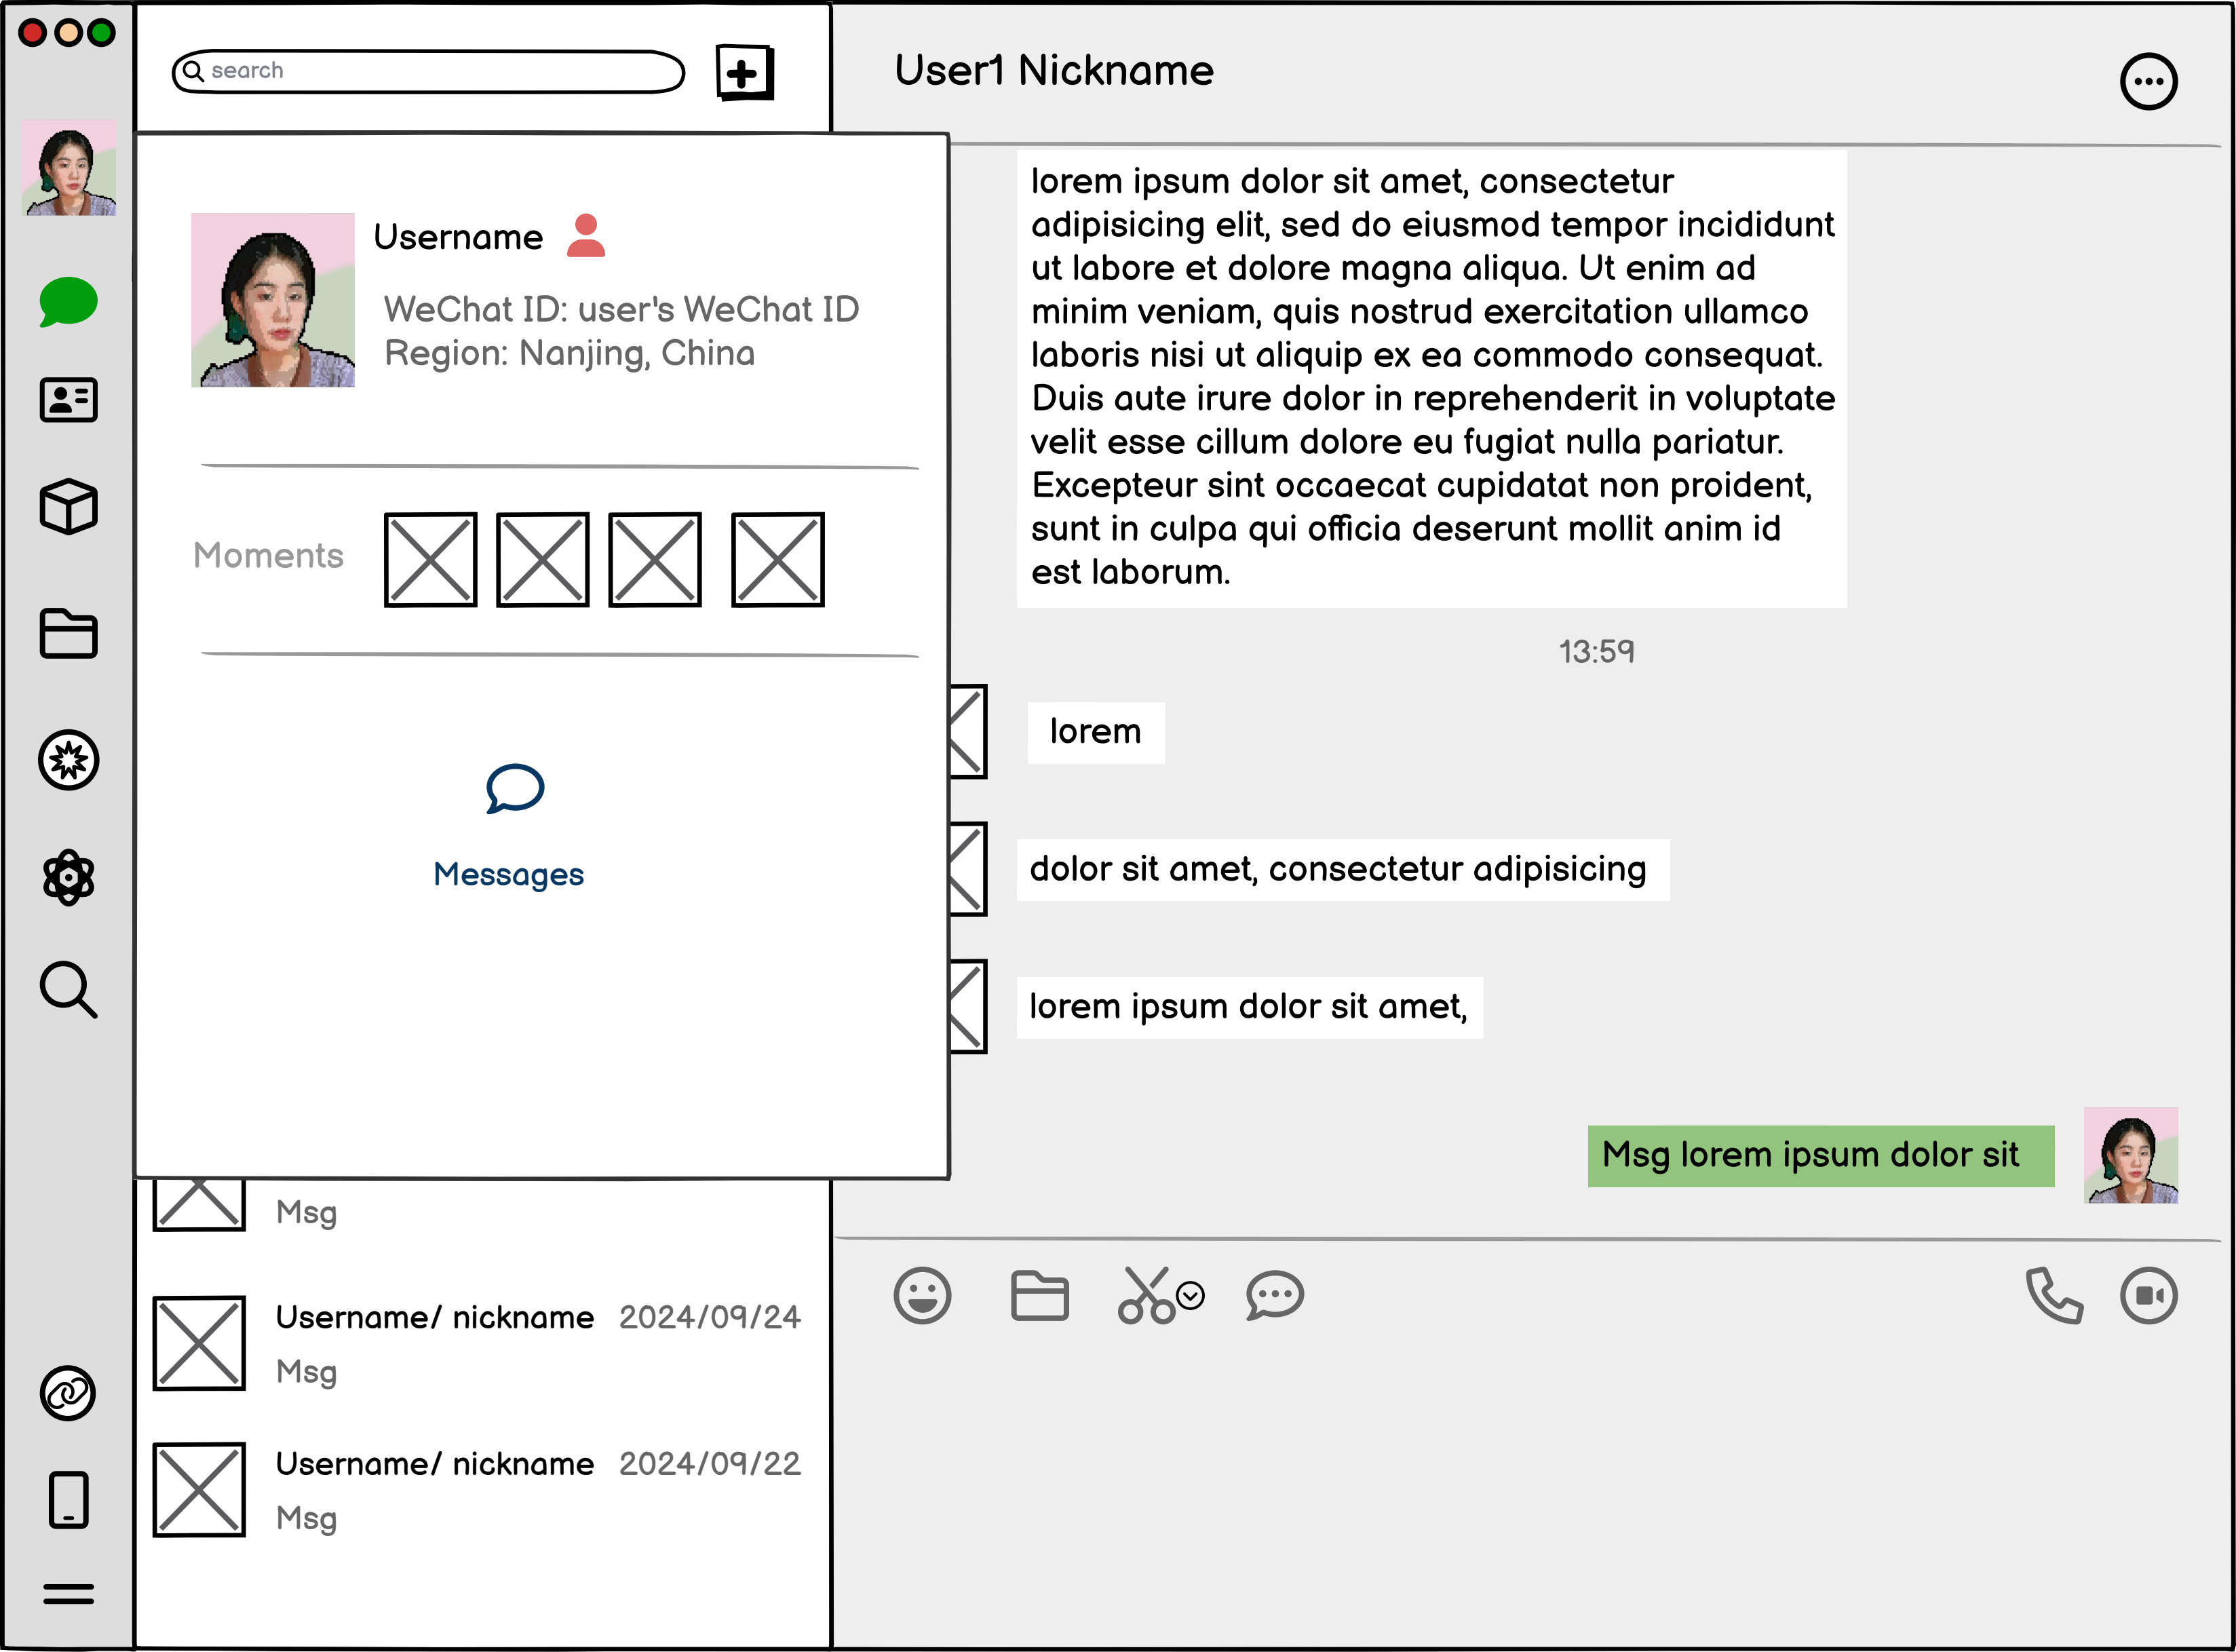 search
User1 Nickname
Username
WeChat ID: user's WeChat ID
Region: Nanjing, China
Moments
Messages
Msg
Username/ nickname 2024/09/24
Msg
Username/ nickname 2024/09/22
Msg
lorem ipsum dolor sit amet, consectetur
adipisicing elit, sed do eiusmod tempor incididunt
ut labore et dolore magna aliqua. Ut enim ad
minim veniam, quis nostrud exercitation ullamco
laboris nisi ut aliquip ex ea commodo consequat.
Duis aute irure dolor in reprehenderit in voluptate
velit esse cillum dolore eu fugiat nulla pariatur.
Excepteur sint occaecat cupidatat non proident,
sunt in culpa qui officia deserunt mollit anim id
est laborum.
13:59
lorem
dolor sit amet, consectetur adipisicing
lorem ipsum dolor sit amet,
Msg lorem ipsum dolor sit